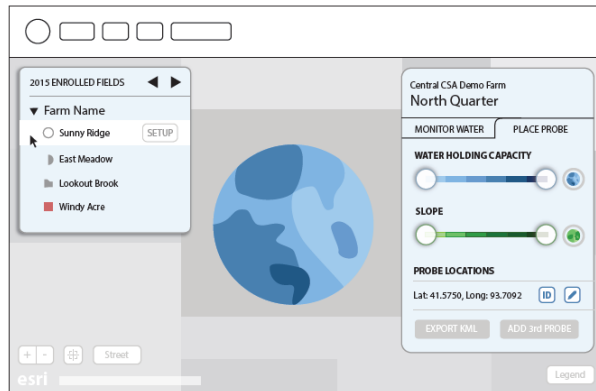 2015 ENROLLED FIELDS
Farm Name
Sunny Ridge
SETUP
East Meadow
Lookout Brook
Windy Acre
Central CSA Demo Farm
North Quarter
MONITOR WATER
PLACE PROBE
WATER HOLDING CAPACITY
SLOPE
PROBE LOCATIONS
Lat: 41.5750, Long: 93.7092
ID
EXPORT KML
ADD 3rd PROBE
+ -
Street
esri
Legend